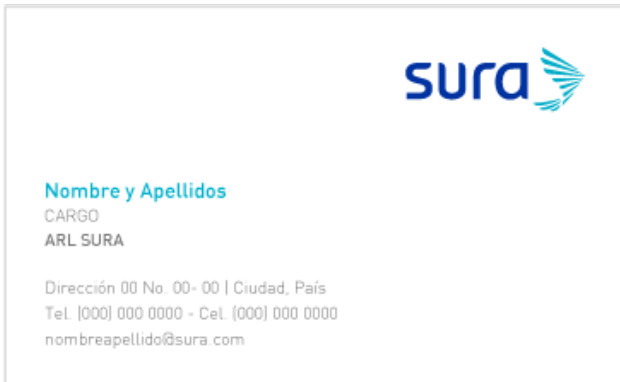 sura
Nombre y Apellidos
CARGO
ARL SURA
Dirección 00 No. 00- 00 | Ciudad, País
Tel. (000) 000 0000 - Cel. (000) 000 0000
nombreapellido@sura.com